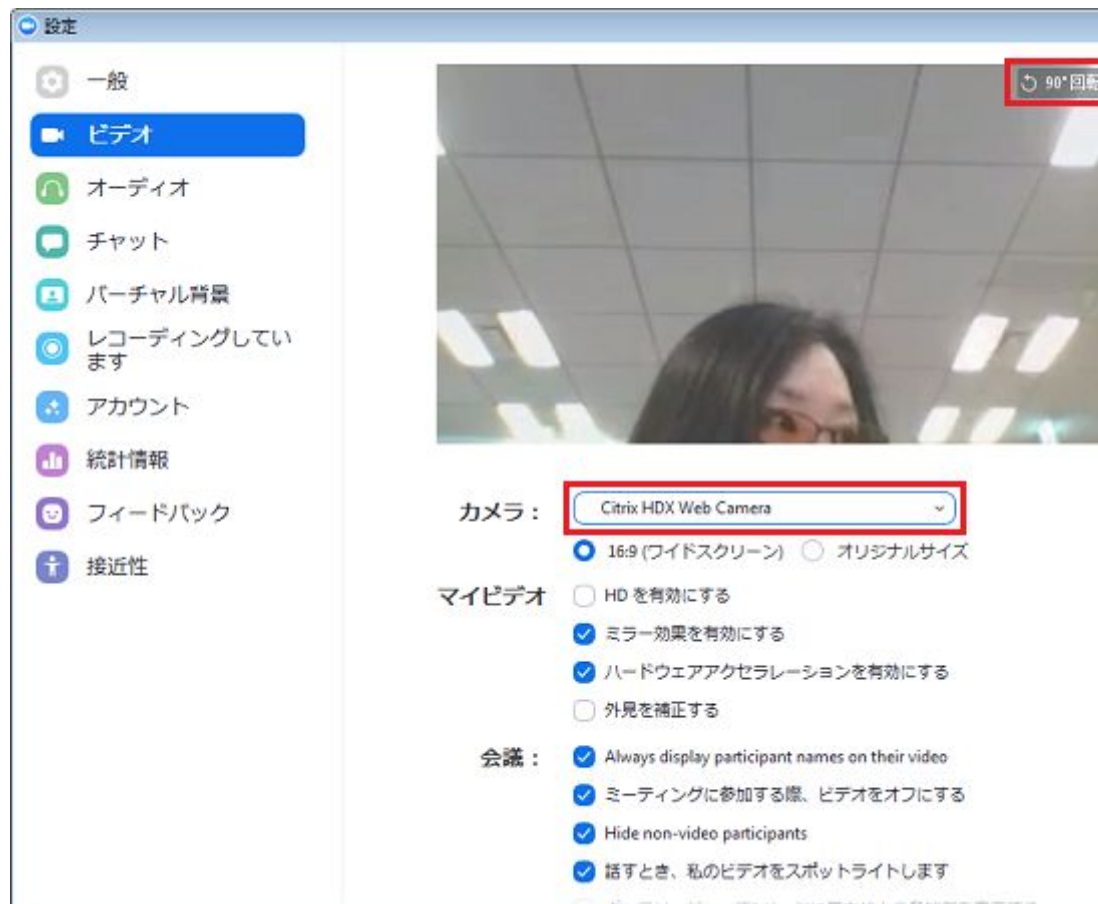 設定
一般
ビデオ
オーディオ
チャット
バーチャル背景
レコーディングしてい
ます
アカウント
統計情報
フィードバック
接近性
90°回転
カメラ：
Citrix HDX Web Camera
16:9 (ワイドスクリーン)
オリジナルサイズ
マイビデオ
HD を有効にする
ミラー効果を有効にする
ハードウェアアクセラレーションを有効にする
外見を補正する
会議：
Always display participant names on their video
ミーティングに参加する際、ビデオをオフにする
Hide non-video participants
話すとき、私のビデオをスポットライトします